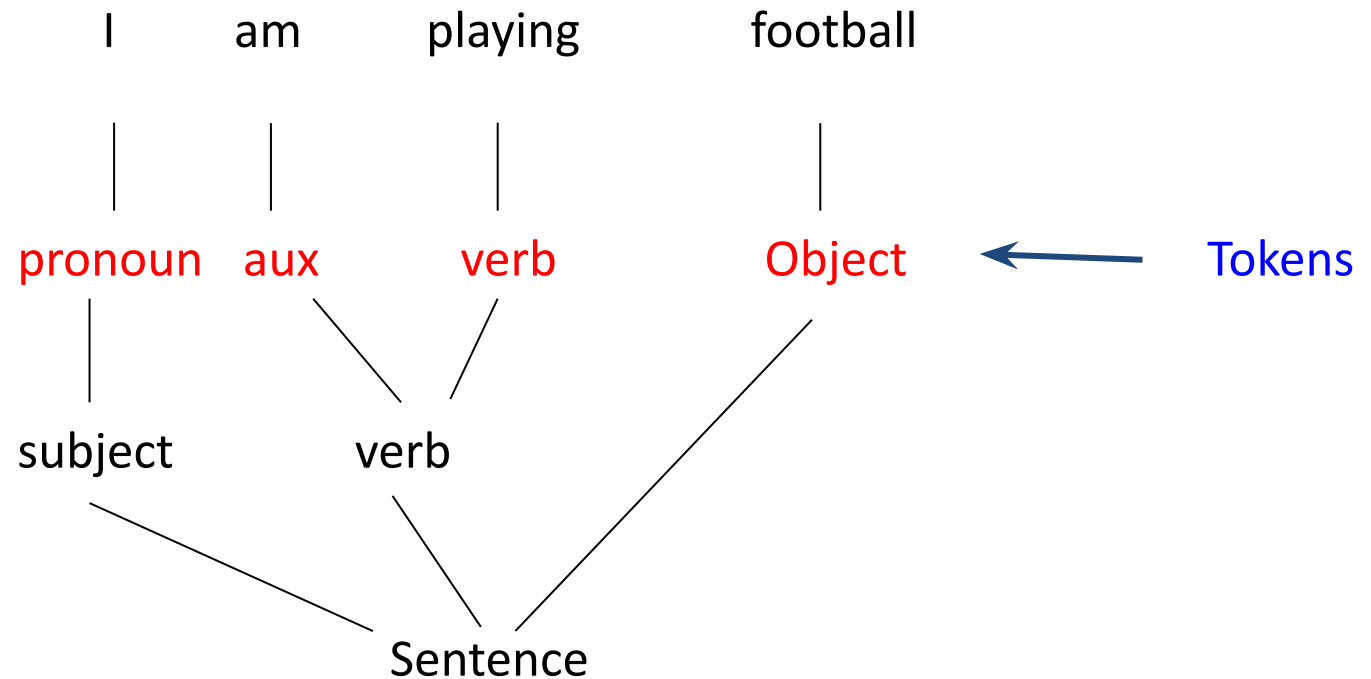 I am playing football
pronoun aux verb Object Tokens
subject verb
Sentence